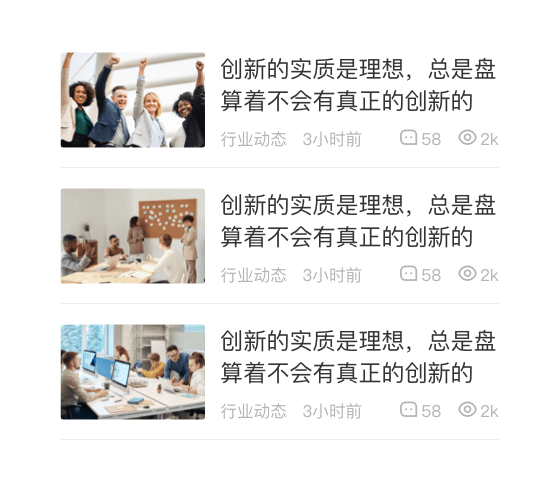 创新的实质是理想，总是盘
算着不会有真正的创新的
行业动态 3小时前 58 2k
创新的实质是理想，总是盘
算着不会有真正的创新的
行业动态 3小时前 58 2k
创新的实质是理想，总是盘
算着不会有真正的创新的
行业动态 3小时前 58 2k